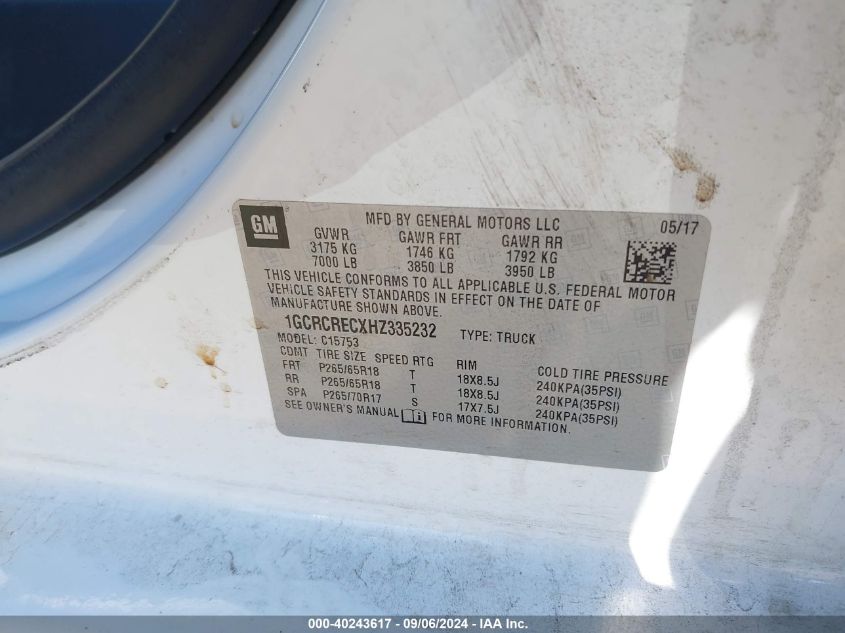 GM
MFD BY GENERAL MOTORS LLC
05/17
GVWR GAWR FRT GAWR RR
3175 KG 1746 KG 1792 KG
7000 LB 3850 LB 3950 LB
THIS VEHICLE CONFORMS TO ALL APPLICABLE U.S. FEDERAL MOTOR
VEHICLE SAFETY STANDARDS IN EFFECT ON THE DATE OF
MANUFACTURE SHOWN ABOVE.
1GCRCRECXHZ335232 TYPE: TRUCK
MODEL: C15753
CDMT TIRE SIZE SPEED RTG RIM COLD TIRE PRESSURE
FRT P265/65R18 T 18X8.5J 240KPA(35PSI)
RR P265/65R18 T 18X8.5J 240KPA(35PSI)
SPA P265/70R17 S 17X7.5J 240KPA(35PSI)
SEE OWNER'S MANUAL i FOR MORE INFORMATION.
000-40243617 - 09/06/2024 - IAA Inc.